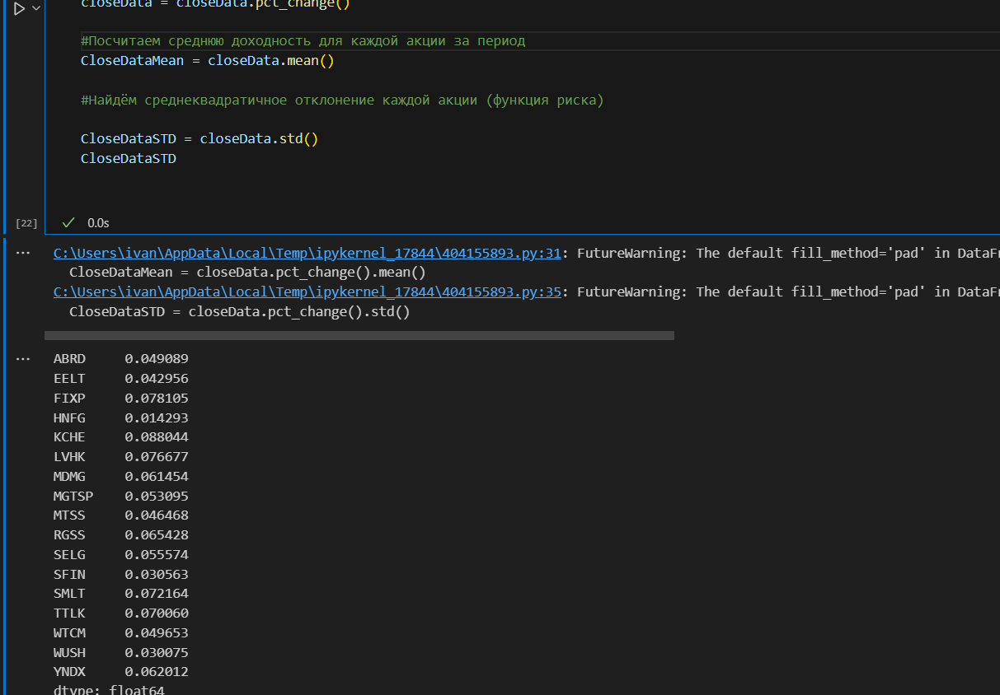 closeData = closeData.pct_change()
#Посчитаем среднюю доходность для каждой акции за период
CloseDataMean = closeData.mean()
#Найдём среднеквадратичное отклонение каждой акции (функция риска)
CloseDataSTD = closeData.std()
CloseDataSTD
[22] 0.0s
C:\Users\ivan\AppData\Local\Temp\ipykernel_17844\404155893.py:31: FutureWarning: The default fill_method='pad' in DataFr
CloseDataMean = closeData.pct_change().mean()
C:\Users\ivan\AppData\Local\Temp\ipykernel_17844\404155893.py:35: FutureWarning: The default fill_method='pad' in DataFr
CloseDataSTD = closeData.pct_change().std()
ABRD 0.049089
EELT 0.042956
FIXP 0.078105
HNFG 0.014293
KCHE 0.088044
LVHK 0.076677
MDMG 0.061454
MGTSP 0.053095
MTSS 0.046468
RGSS 0.065428
SELG 0.055574
SFIN 0.030563
SMLT 0.072164
TTLK 0.070060
WTCM 0.049653
WUSH 0.030075
YNDX 0.062012
dtype: float64